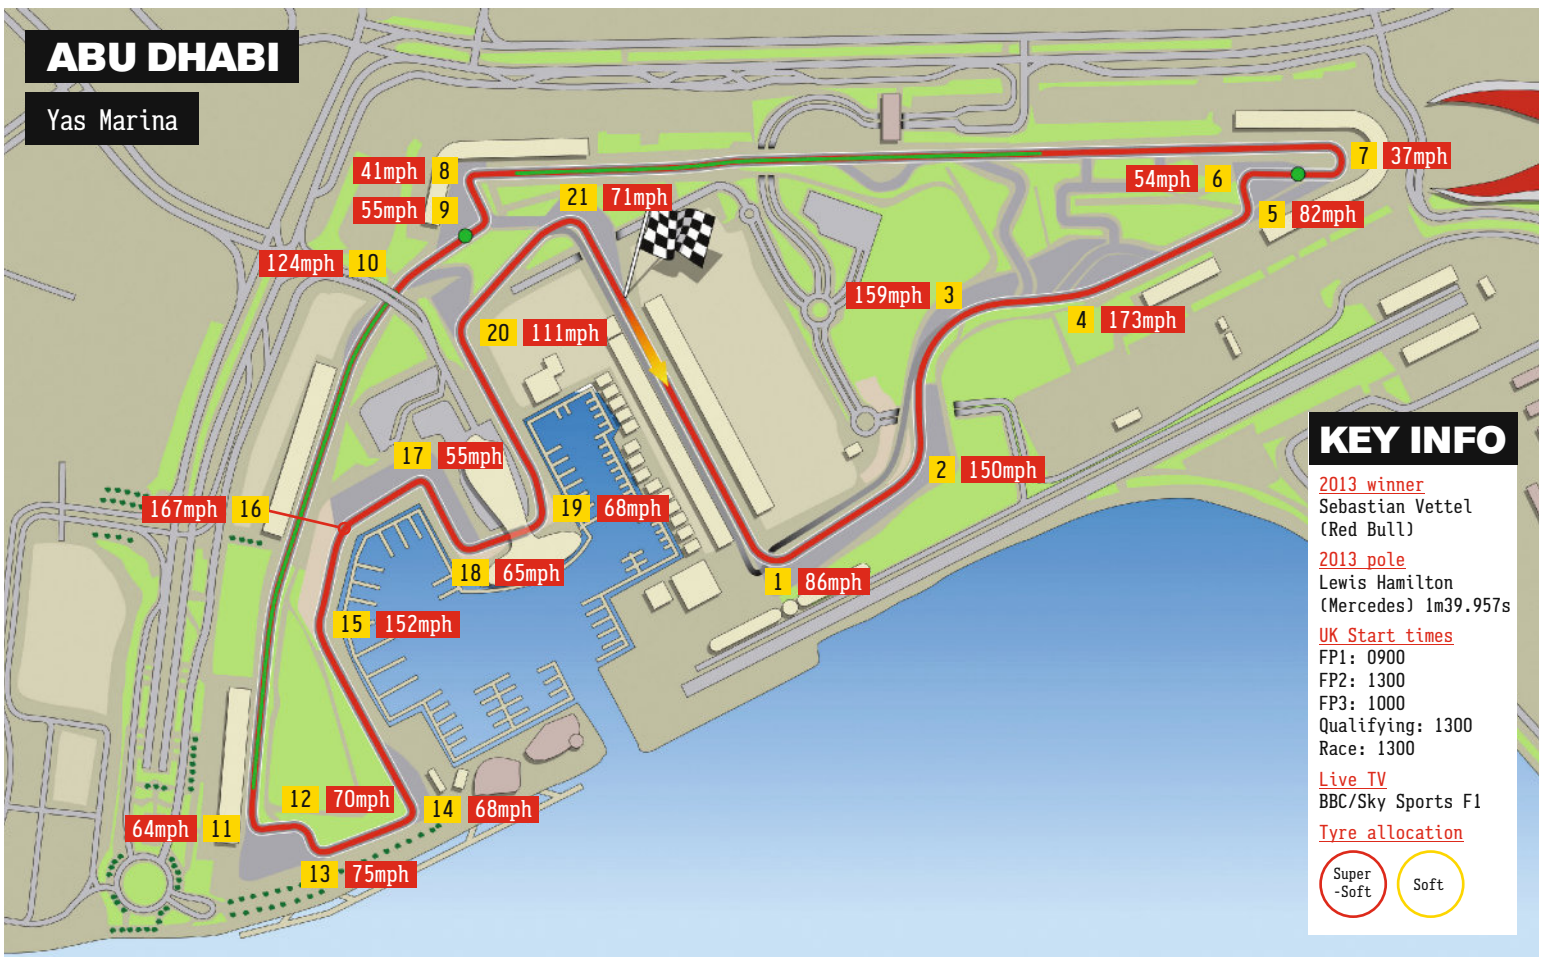 ABU DHABI
Yas Marina
41mph 8
55mph 9
124mph 10
21 71mph
54mph 6
7 37mph
5 82mph
159mph 3
4 173mph
20 111mph
17 55mph
2 150mph
167mph 16
19 68mph
18 65mph
1 86mph
15 152mph
12 70mph
14 68mph
64mph 11
13 75mph
KEY INFO
2013 winner
Sebastian Vettel
(Red Bull)
2013 pole
Lewis Hamilton
(Mercedes) 1m39.957s
UK Start times
FP1: 0900
FP2: 1300
FP3: 1000
Qualifying: 1300
Race: 1300
Live TV
BBC/Sky Sports F1
Tyre allocation
Super
-Soft
Soft